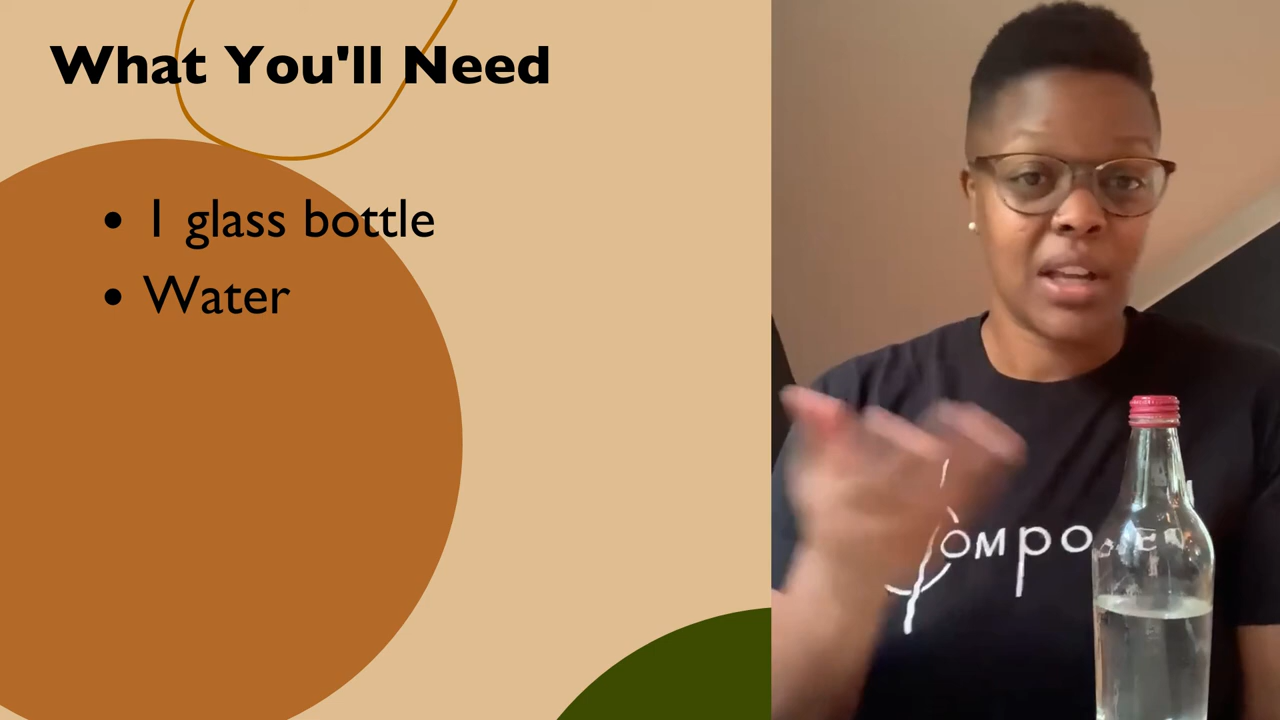 What You'll Need
• 1 glass bottle
• Water